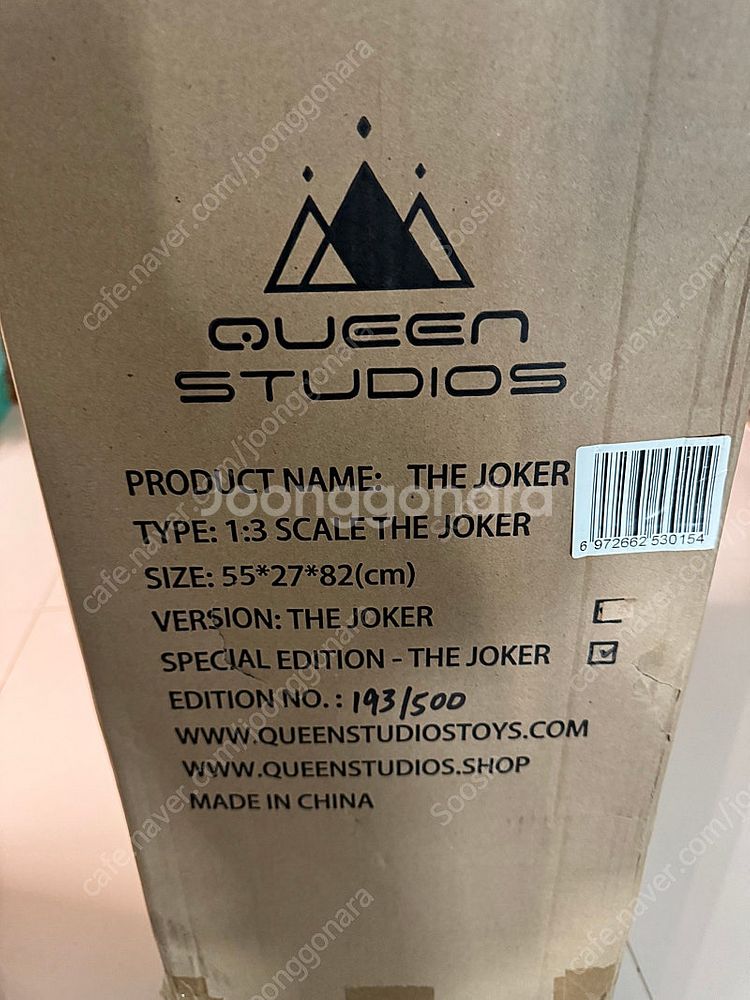 QUEEN
STUDIOS
PRODUCT NAME: THE JOKER
TYPE: 1:3 SCALE THE JOKER
SIZE: 55*27*82(cm)
VERSION: THE JOKER
SPECIAL EDITION - THE JOKER
EDITION NO. : 193/500
WWW.QUEENSTUDIOSTOYS.COM
WWW.QUEENSTUDIOS.SHOP
MADE IN CHINA
6 972662 530154
Joonggonara
cafe.naver.com/joonggonara
Soosie